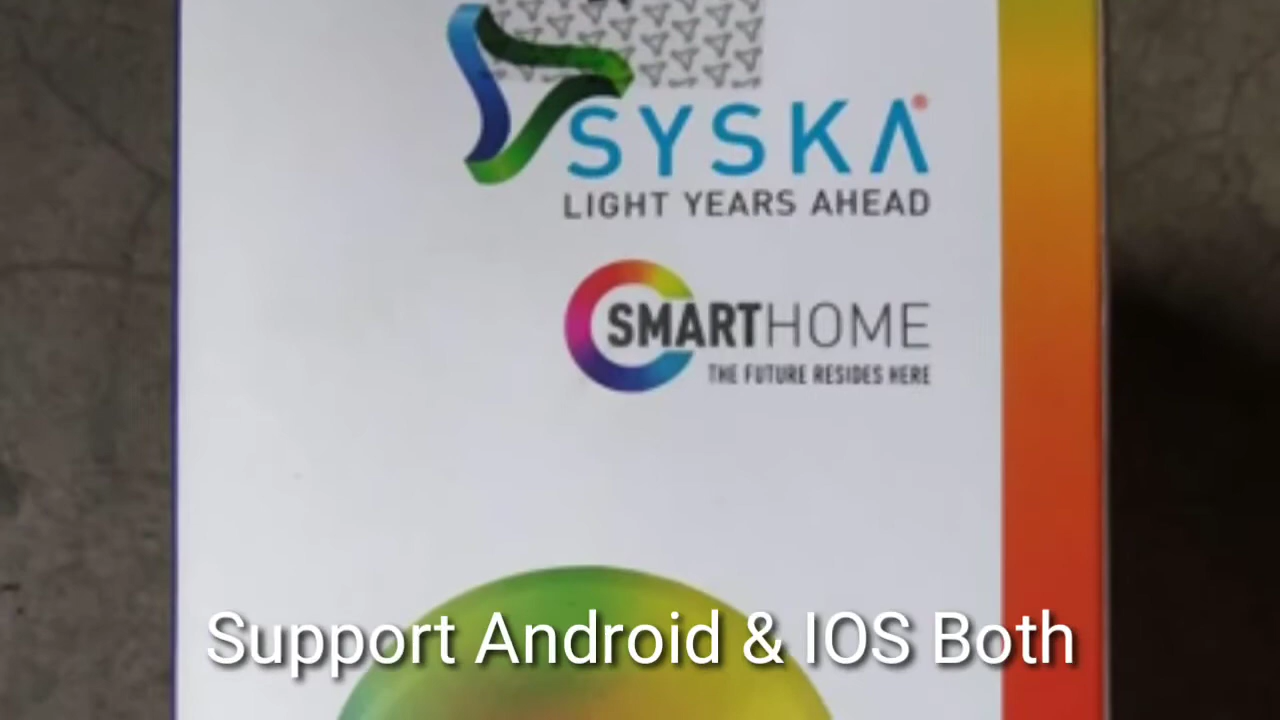 SYSKA
LIGHT YEARS AHEAD
SMARTHOME
THE FUTURE RESIDES HERE
Support Android & IOS Both